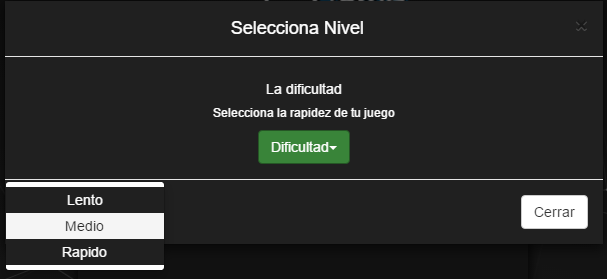 Selecciona Nivel
×
La dificultad
Selecciona la rapidez de tu juego
Dificultad
Lento
Medio
Rapido
Cerrar